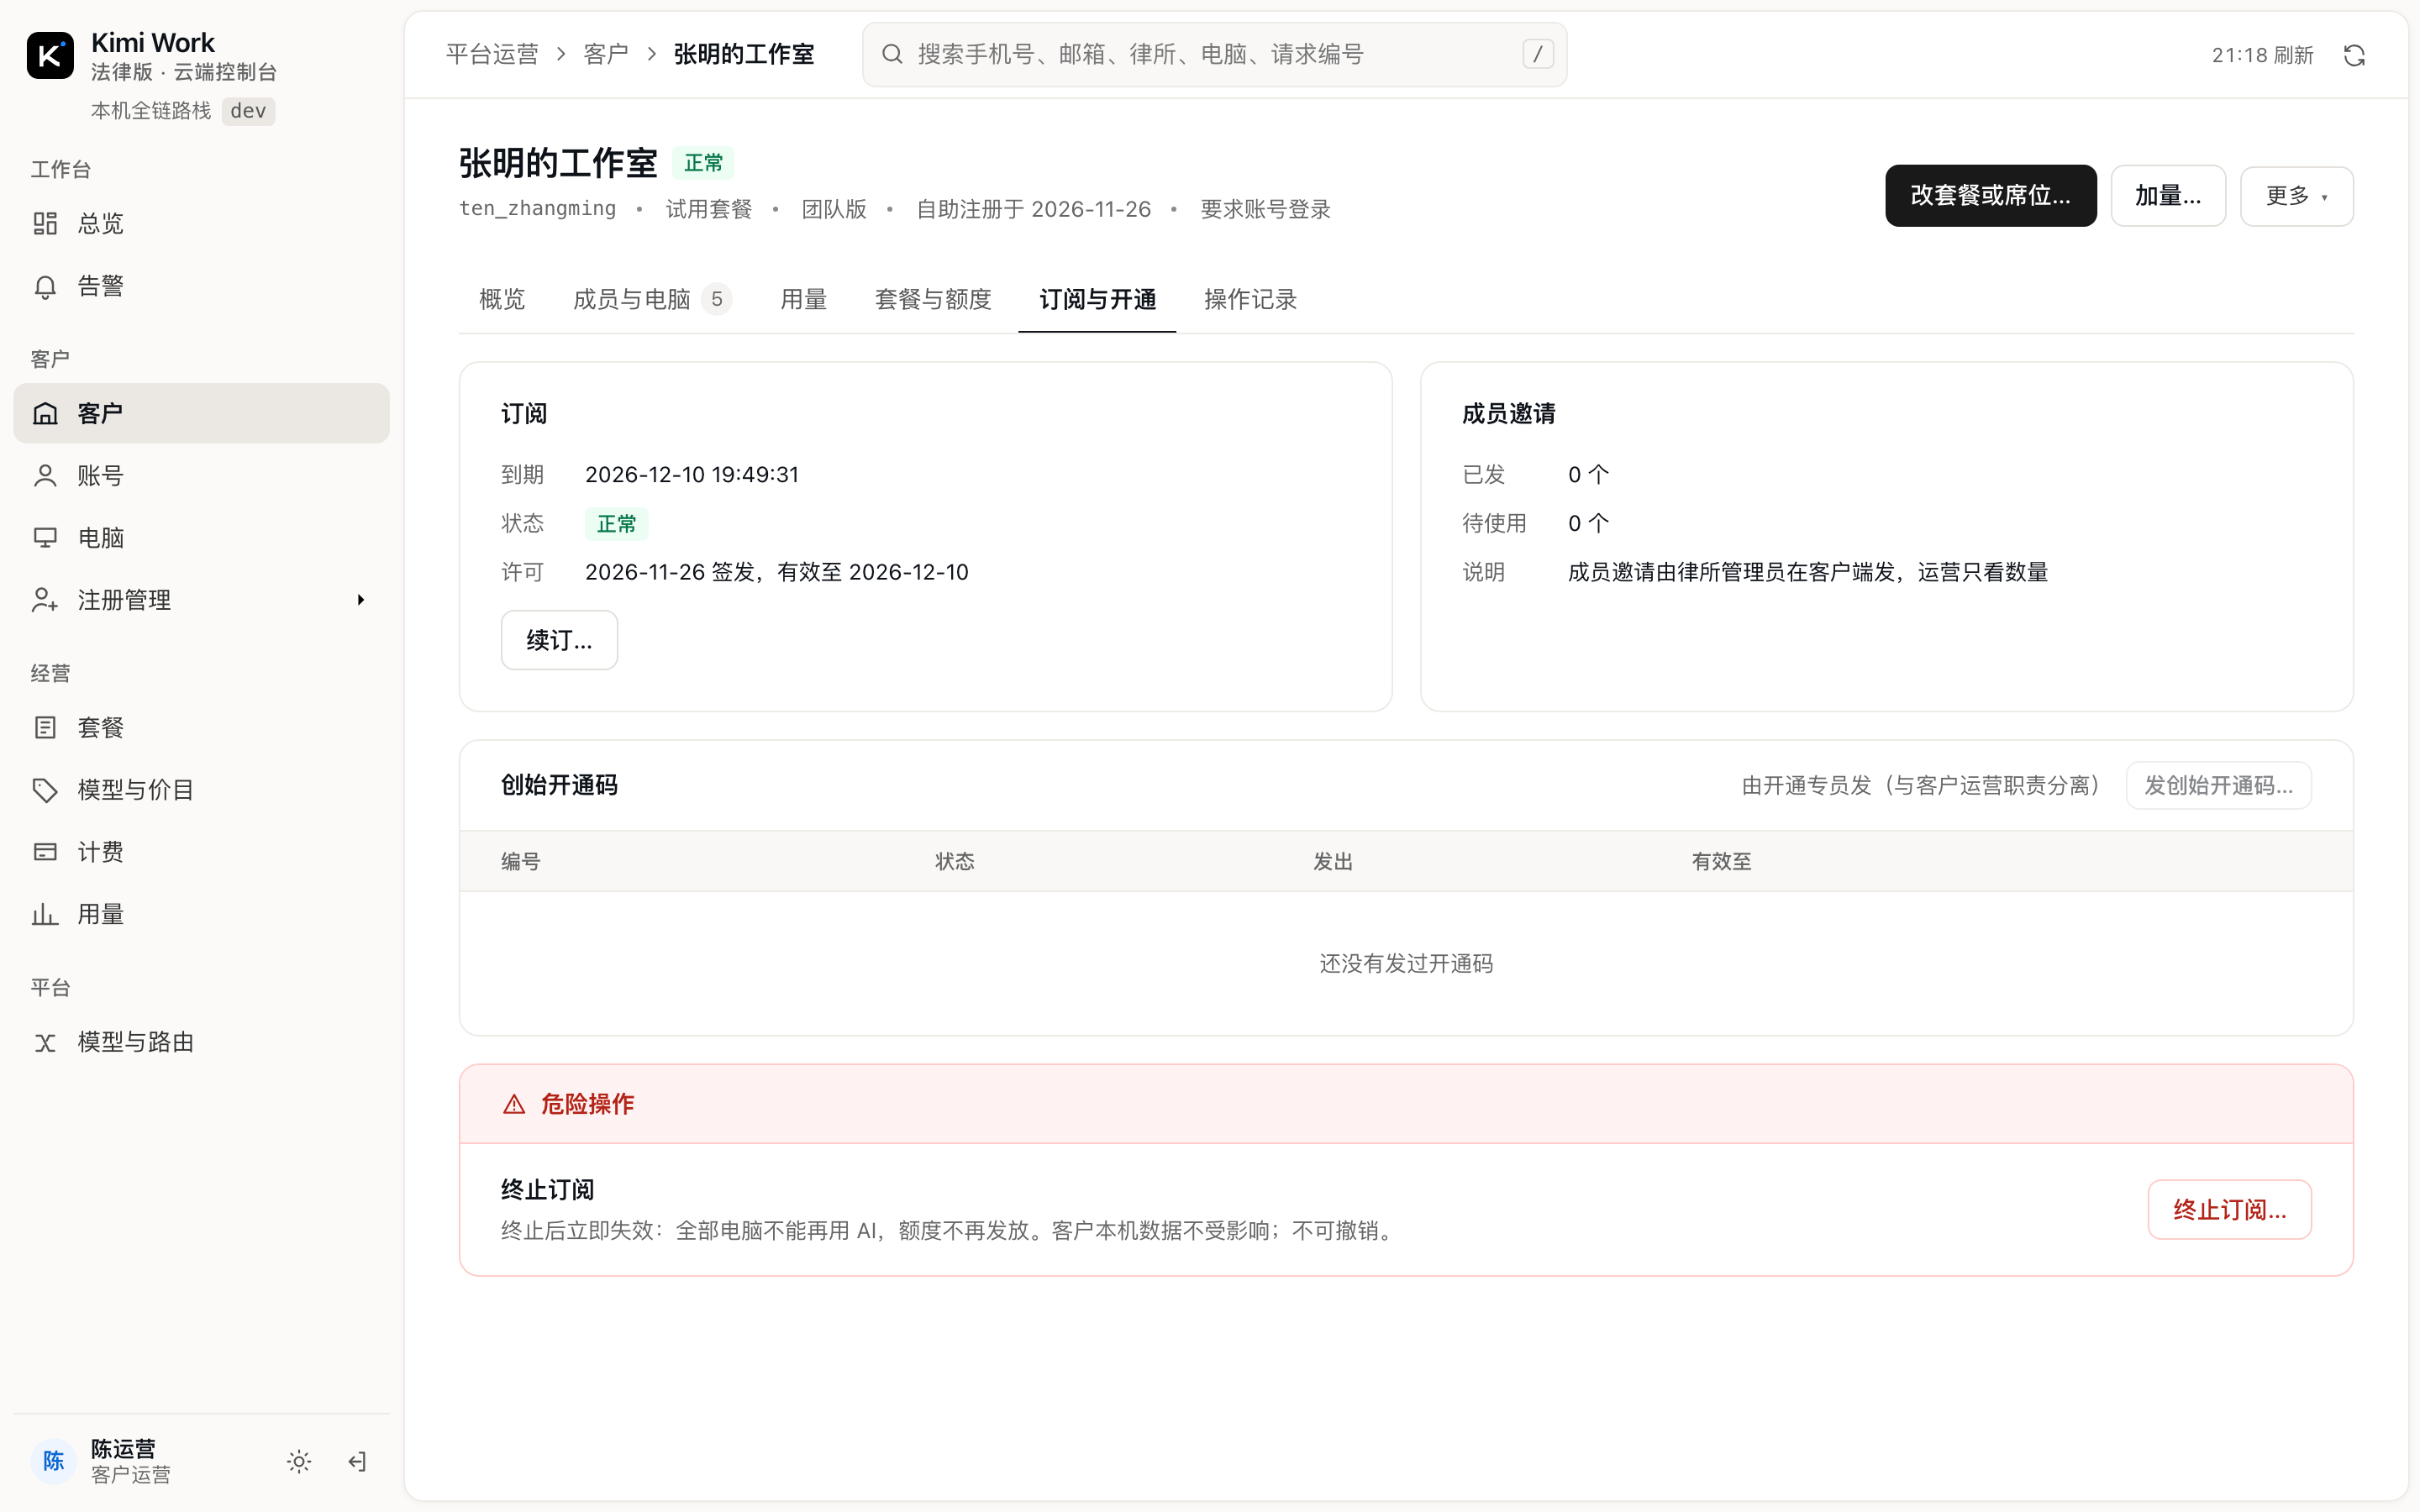 Kimi Work
法律版 · 云端控制台
本机全链路栈 dev
工作台
总览
告警
客户
客户
账号
电脑
注册管理
经营
套餐
模型与价目
计费
用量
平台
模型与路由
陈 陈运营
客户运营
平台运营 > 客户 > 张明的工作室
搜索手机号、邮箱、律所、电脑、请求编号 /
21:18 刷新
张明的工作室 正常
ten_zhangming • 试用套餐 • 团队版 • 自助注册于 2026-11-26 • 要求账号登录
改套餐或席位... 加量... 更多
概览 成员与电脑 5 用量 套餐与额度 订阅与开通 操作记录
订阅
到期 2026-12-10 19:49:31
状态 正常
许可 2026-11-26 签发，有效至 2026-12-10
续订...
成员邀请
已发 0 个
待使用 0 个
说明 成员邀请由律所管理员在客户端发，运营只看数量
创始开通码
由开通专员发（与客户运营职责分离） 发创始开通码...
编号 状态 发出 有效至
还没有发过开通码
危险操作
终止订阅
终止后立即失效：全部电脑不能再用 AI，额度不再发放。客户本机数据不受影响；不可撤销。
终止订阅...